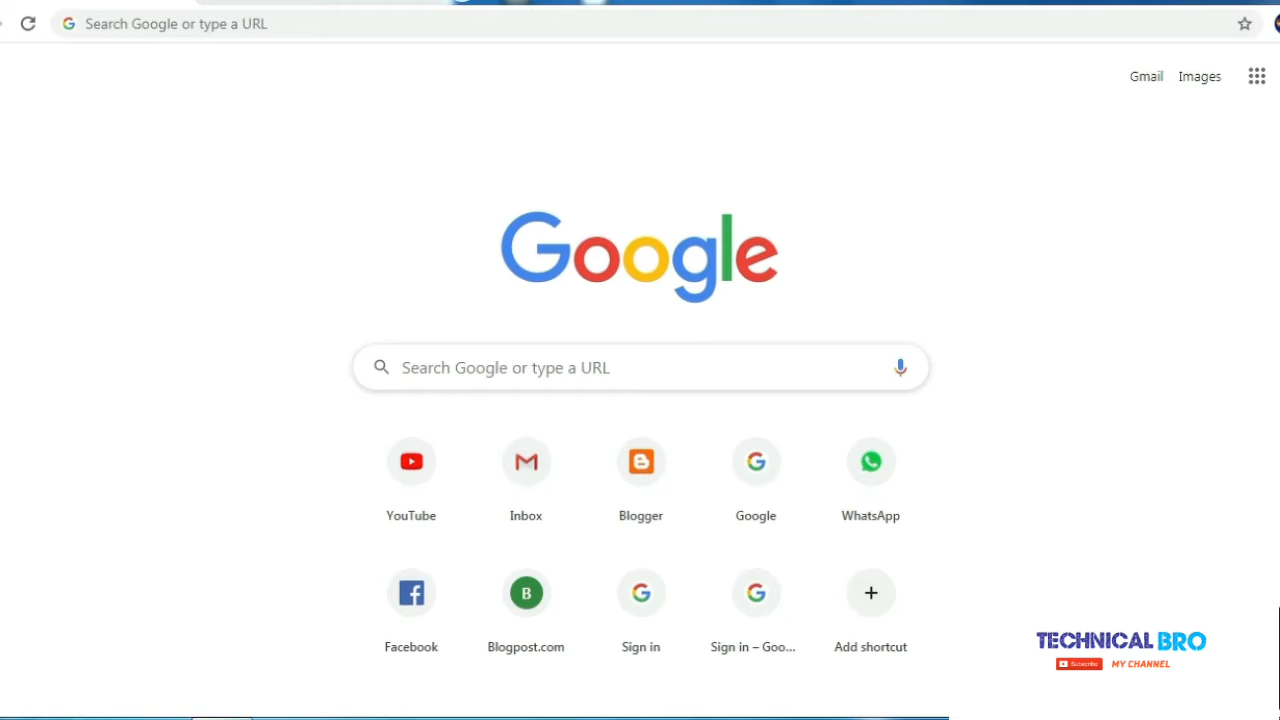 Search Google or type a URL
Gmail Images
Google
Search Google or type a URL
YouTube Inbox Blogger Google WhatsApp
B
Facebook Blogpost.com Sign in Sign in – Goo... Add shortcut
TECHNICAL BRO
Subscribe MY CHANNEL